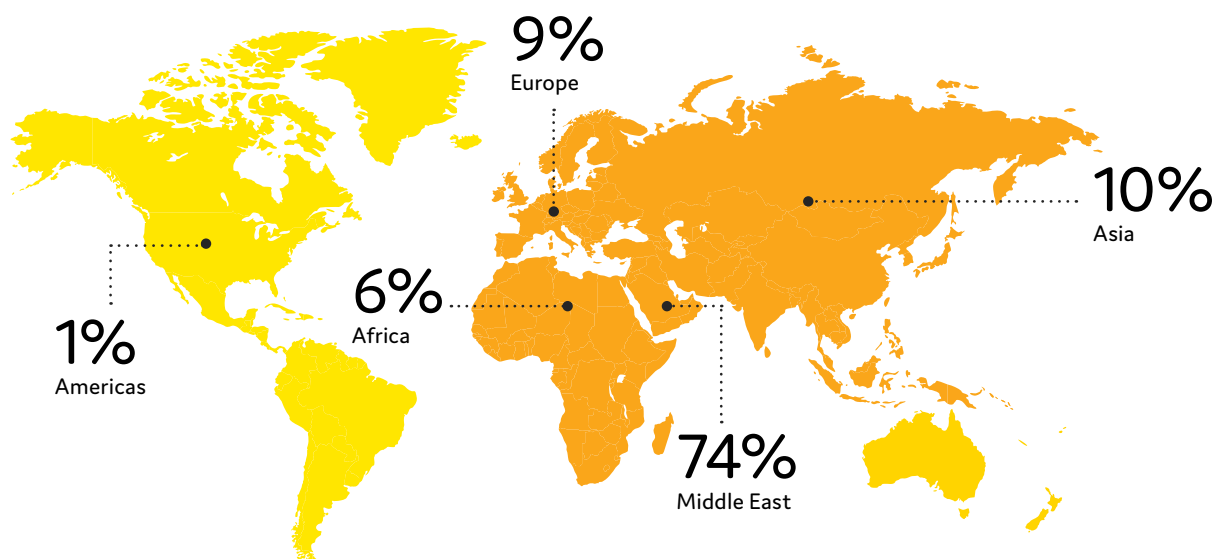 9%
Europe
10%
Asia
6%
Africa
1%
Americas
74%
Middle East